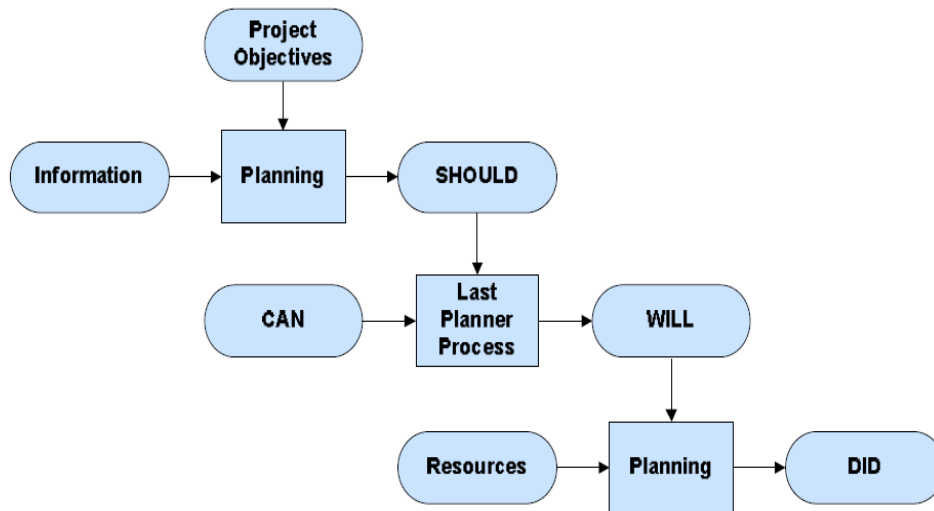 Project
Objectives
Information
Planning
SHOULD
CAN
Last
Planner
Process
WILL
Resources
Planning
DID